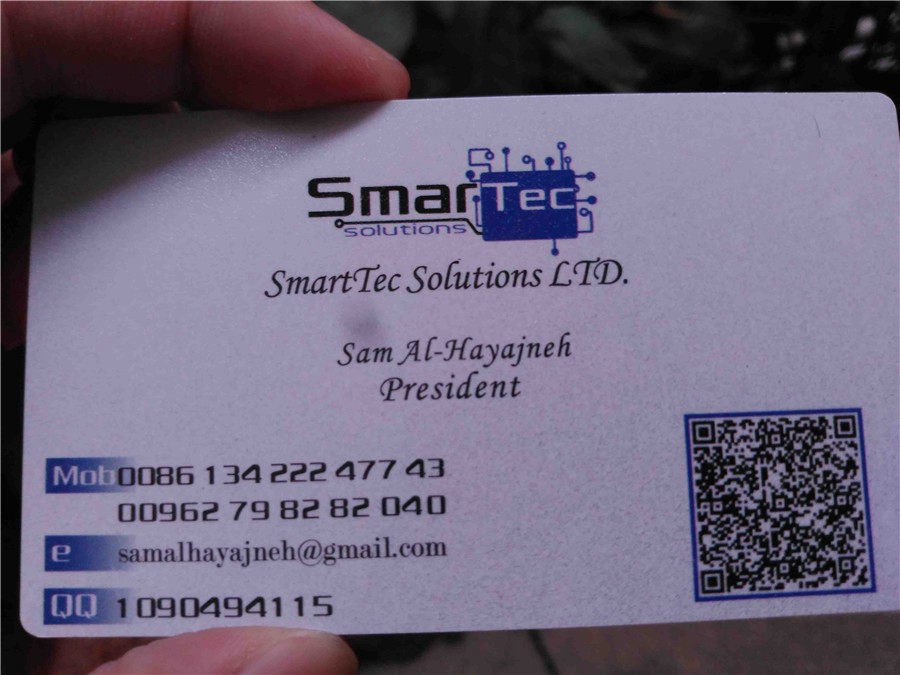 SmarTec
solutions
SmartTec Solutions LTD.
Sam Al-Hayajneh
President
Mob 0086 134 222 477 43
00962 79 82 82 040
e samalhayajneh@gmail.com
QQ 1090494115